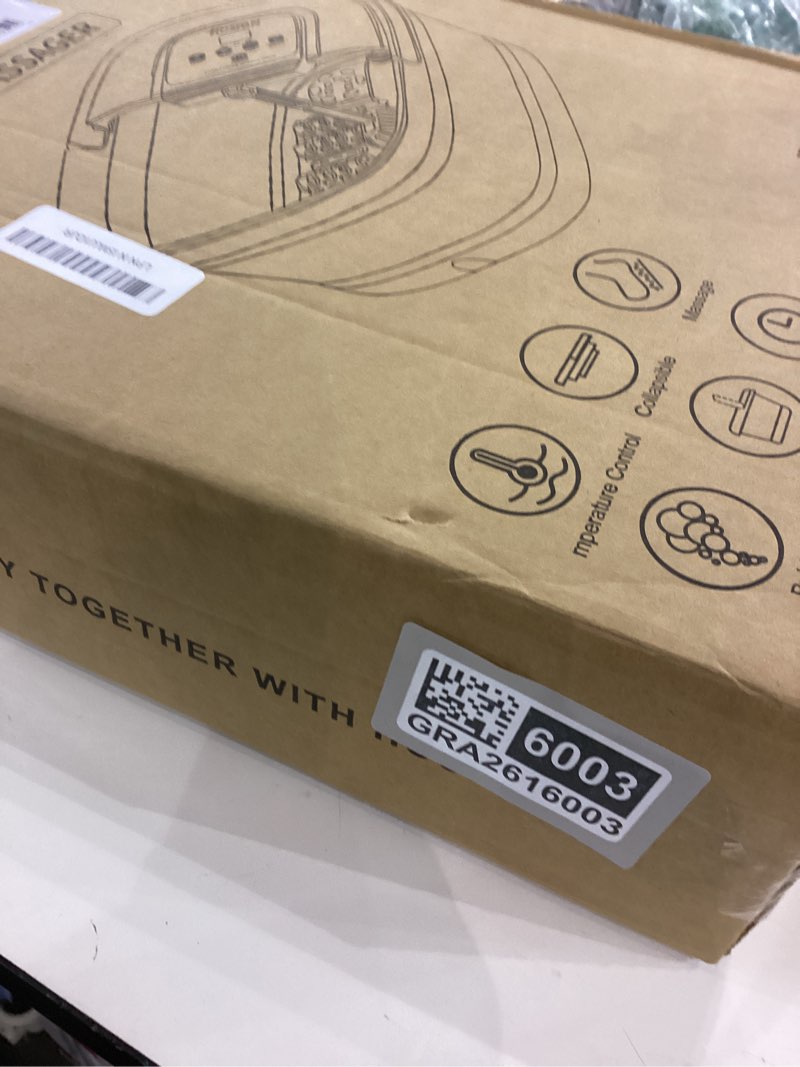 SSAGER
Massage
Collapsible
mperature Control
Y TOGETHER WITH
6003
GRA2616003